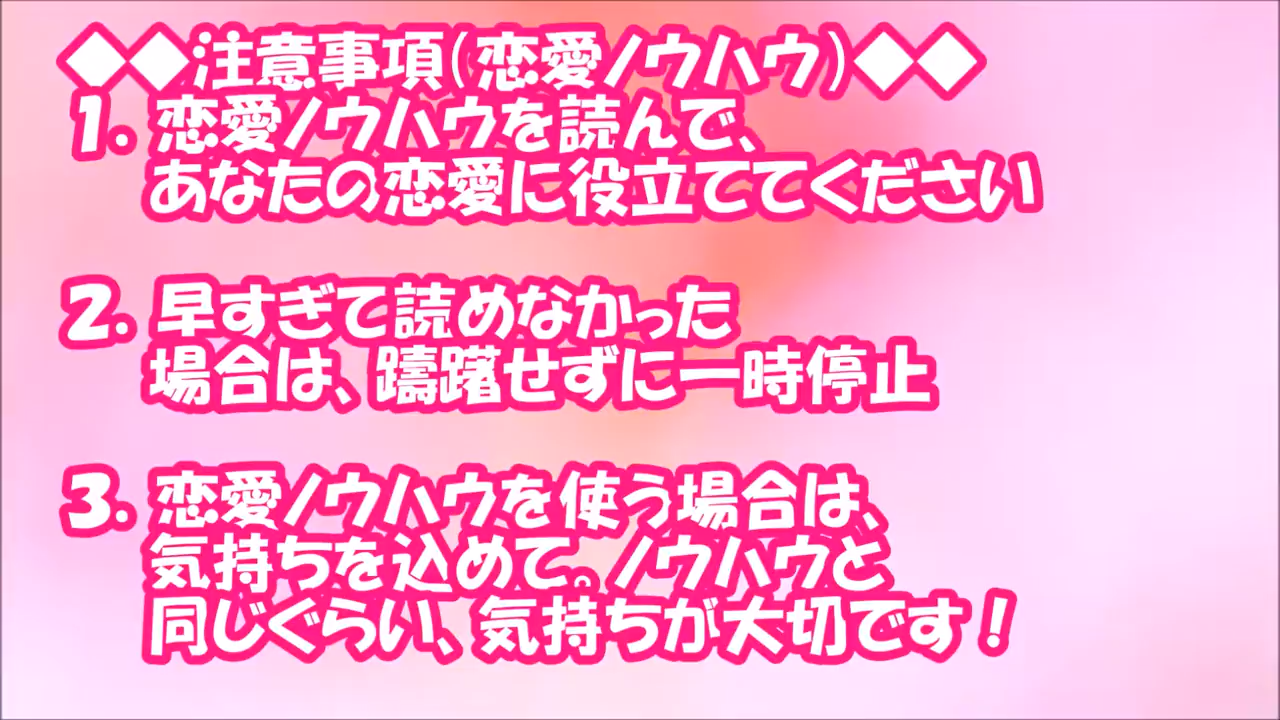 ◆◆注意事項(恋愛ノウハウ)◆◆
1. 恋愛ノウハウを読んで、
あなたの恋愛に役立ててください
2. 早すぎて読めなかった
場合は、躊躇せずに一時停止
3. 恋愛ノウハウを使う場合は、
気持ちを込めて。ノウハウと
同じぐらい、気持ちが大切です！